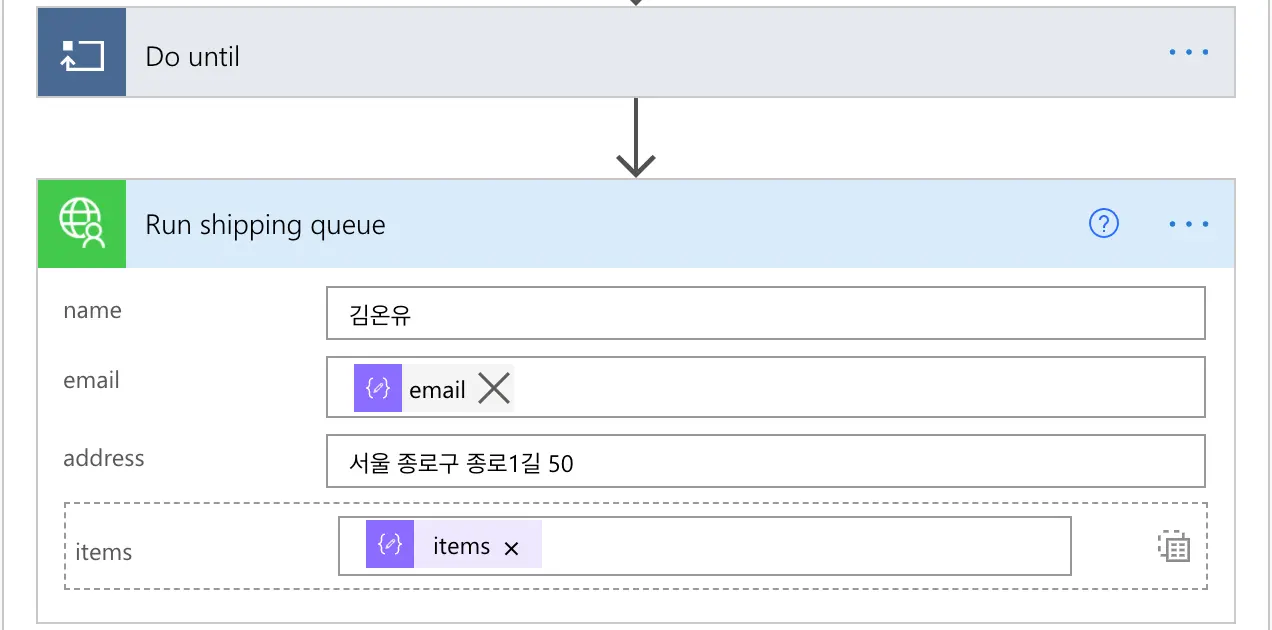 Do until
Run shipping queue
name
김온유
email
email
address
서울 종로구 종로1길 50
items
items